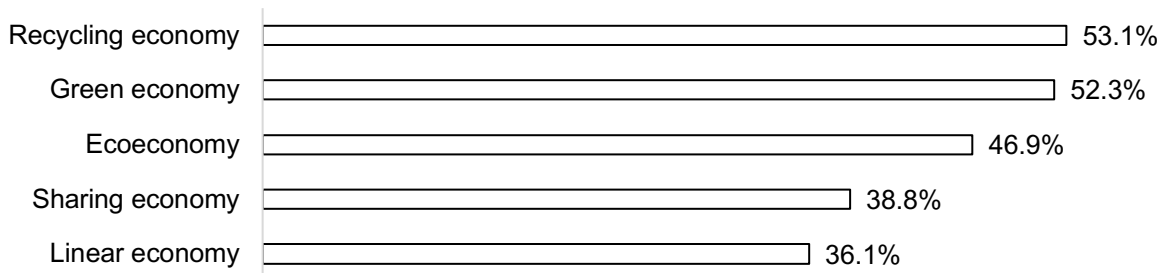 Recycling economy 53.1%
Green economy 52.3%
Ecoeconomy 46.9%
Sharing economy 38.8%
Linear economy 36.1%